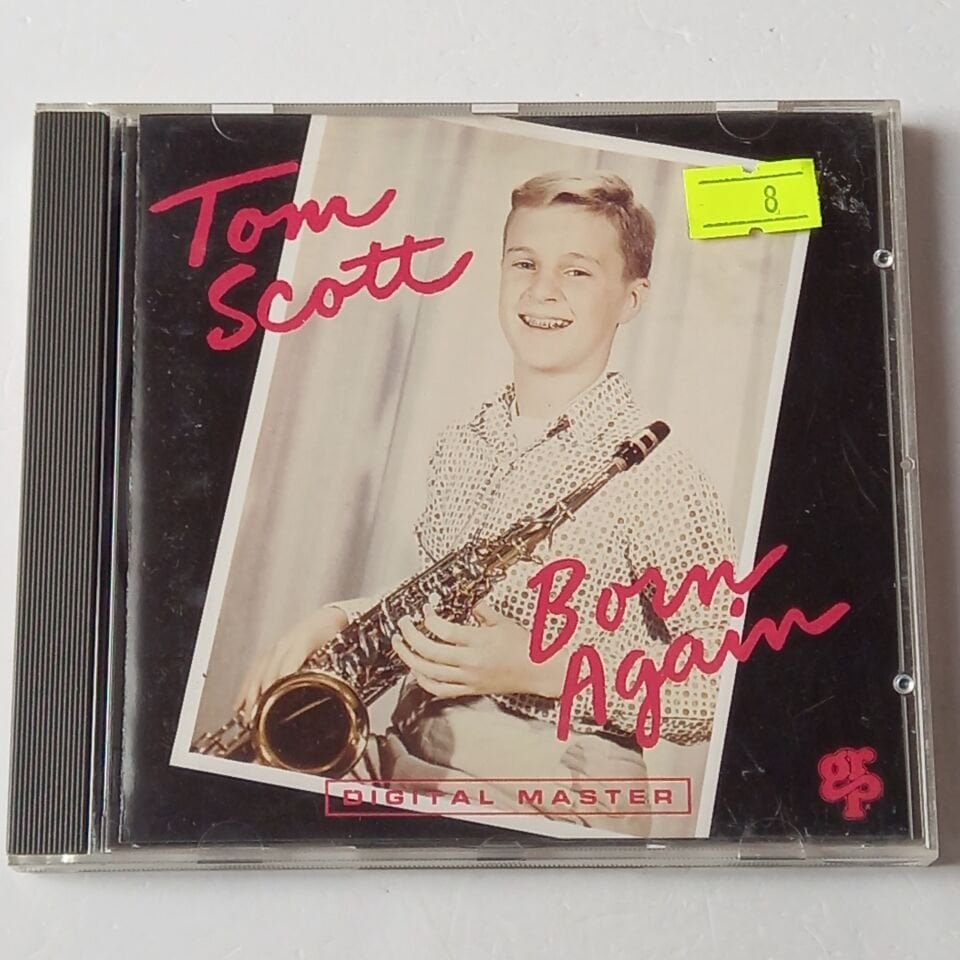 Tom
Scott
8
Born
Again
DIGITAL MASTER
grp